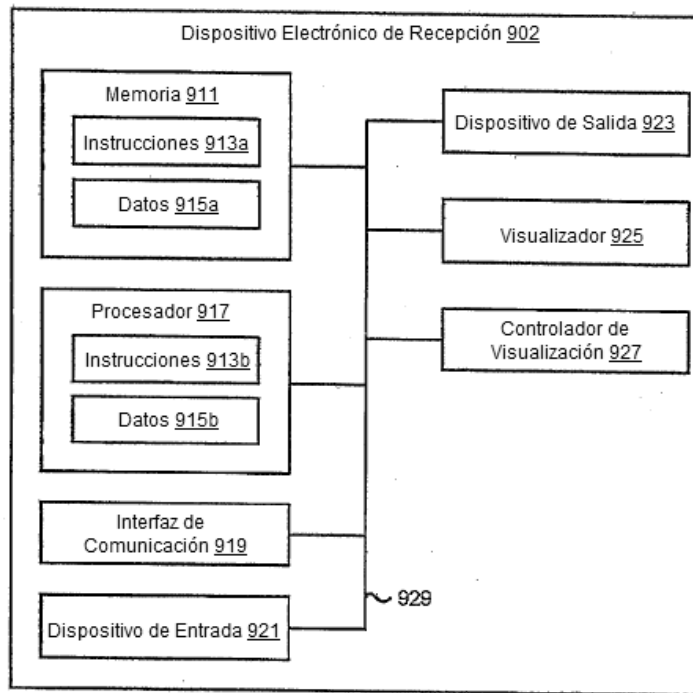 Dispositivo Electrónico de Recepción 902
Memoria 911
Instrucciones 913a
Datos 915a
Procesador 917
Instrucciones 913b
Datos 915b
Interfaz de
Comunicación 919
Dispositivo de Entrada 921
Dispositivo de Salida 923
Visualizador 925
Controlador de
Visualización 927
929